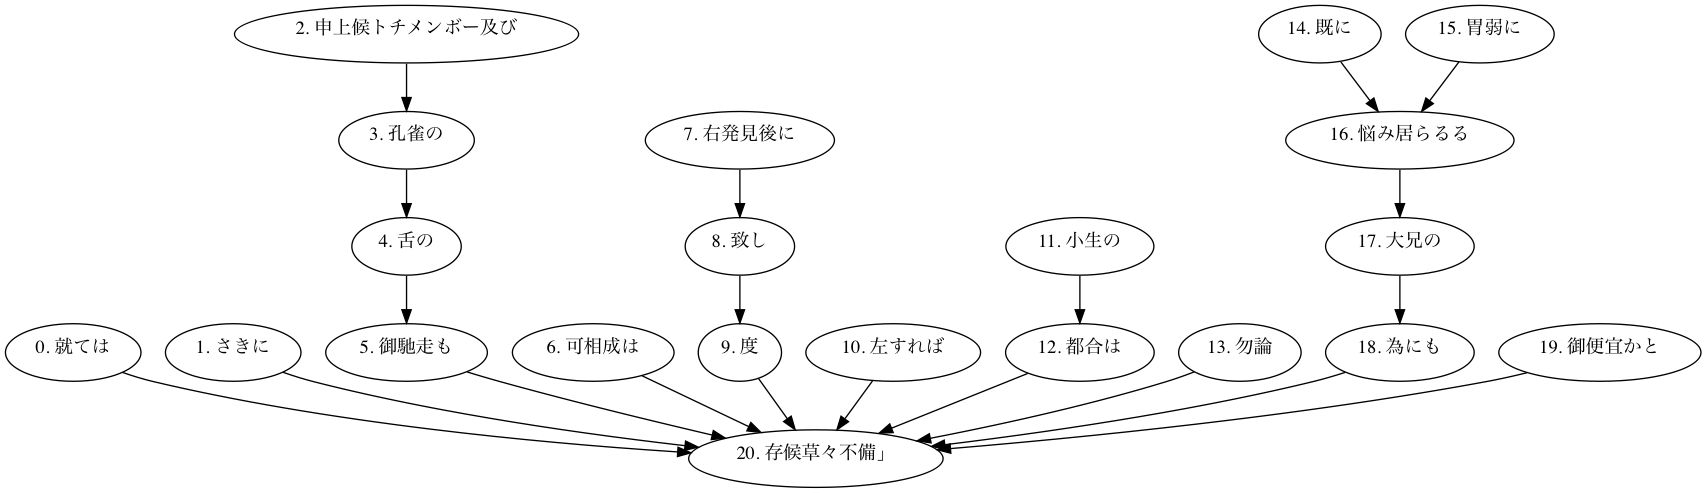 2. 申上候トチメンボー及び
14. 既に
15. 胃弱に
3. 孔雀の
7. 右発見後に
16. 悩み居らるる
4. 舌の
8. 致し
11. 小生の
17. 大兄の
0. 就ては
1. さきに
5. 御馳走も
6. 可相成は
9. 度
10. 左すれば
12. 都合は
13. 勿論
18. 為にも
19. 御便宜かと
20. 存候草々不備」